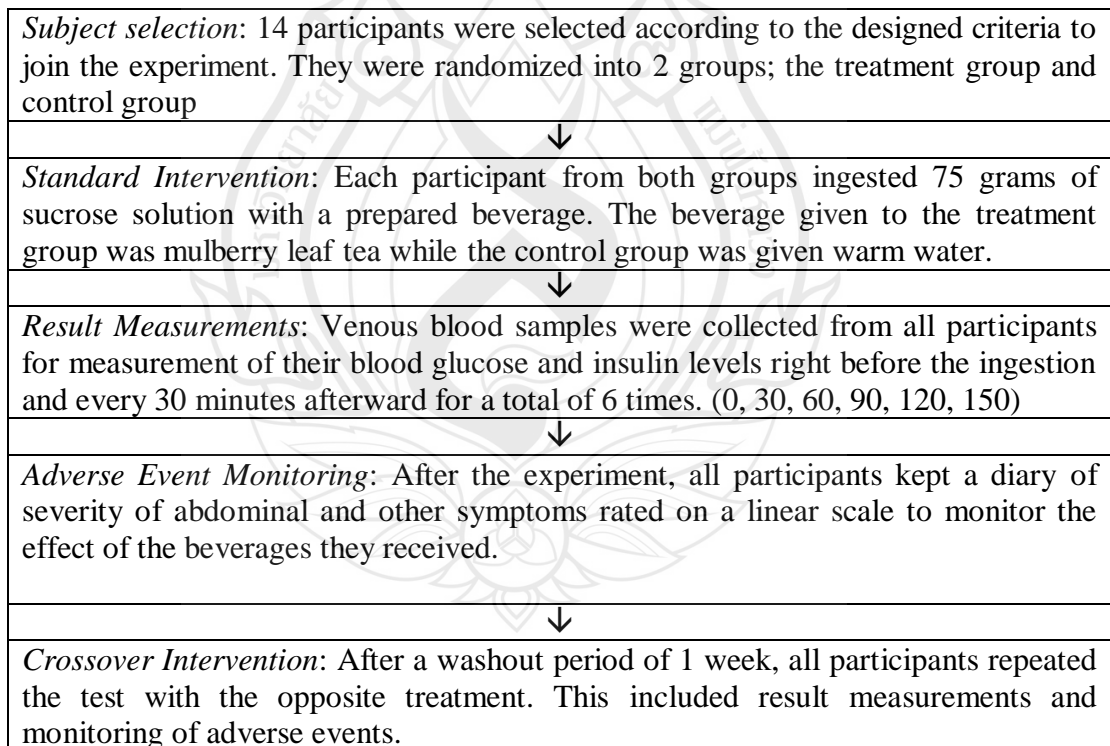 Subject selection: 14 participants were selected according to the designed criteria to
join the experiment. They were randomized into 2 groups; the treatment group and
control group
↓
Standard Intervention: Each participant from both groups ingested 75 grams of
sucrose solution with a prepared beverage. The beverage given to the treatment
group was mulberry leaf tea while the control group was given warm water.
↓
Result Measurements: Venous blood samples were collected from all participants
for measurement of their blood glucose and insulin levels right before the ingestion
and every 30 minutes afterward for a total of 6 times. (0, 30, 60, 90, 120, 150)
↓
Adverse Event Monitoring: After the experiment, all participants kept a diary of
severity of abdominal and other symptoms rated on a linear scale to monitor the
effect of the beverages they received.
↓
Crossover Intervention: After a washout period of 1 week, all participants repeated
the test with the opposite treatment. This included result measurements and
monitoring of adverse events.